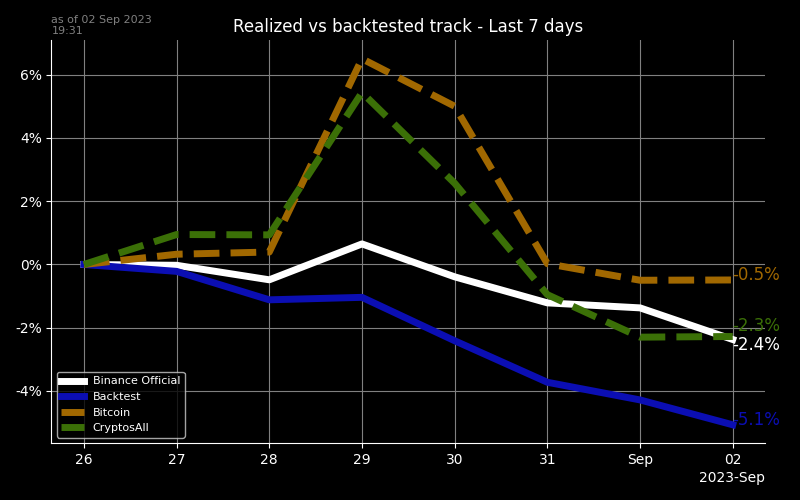 as of 02 Sep 2023
19:31
Realized vs backtested track - Last 7 days
6%
4%
2%
0%
-2%
-4%
-0.5%
-2.3%
-2.4%
-5.1%
Binance Official
Backtest
Bitcoin
CryptosAll
26 27 28 29 30 31 Sep 02
2023-Sep